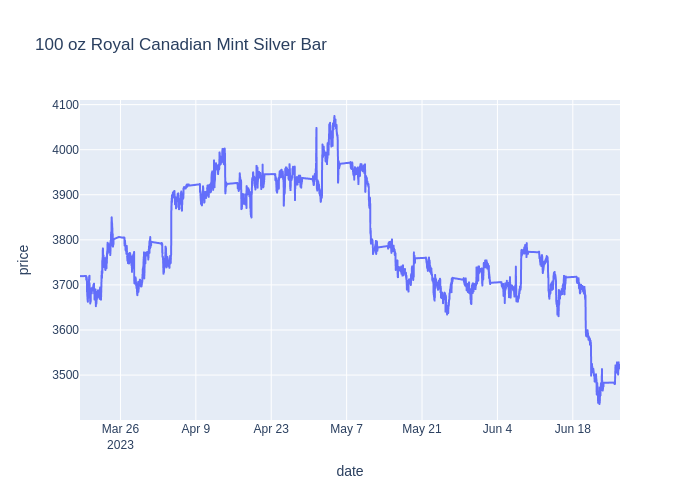 100 oz Royal Canadian Mint Silver Bar
4100
4000
3900
3800
3700
3600
3500
price
Mar 26
2023
Apr 9
Apr 23
May 7
May 21
Jun 4
Jun 18
date